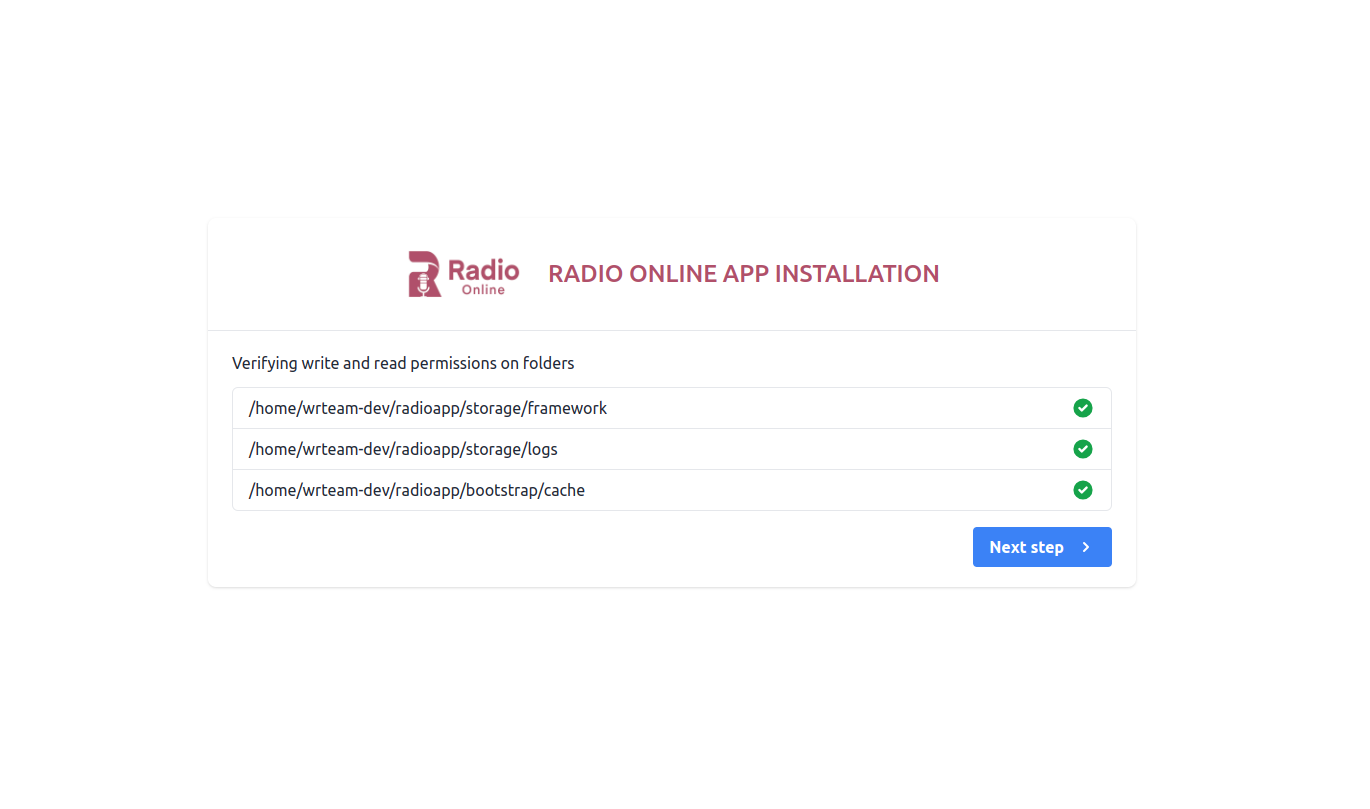 Radio
Online
RADIO ONLINE APP INSTALLATION
Verifying write and read permissions on folders
/home/wrteam-dev/radioapp/storage/framework
/home/wrteam-dev/radioapp/storage/logs
/home/wrteam-dev/radioapp/bootstrap/cache
Next step